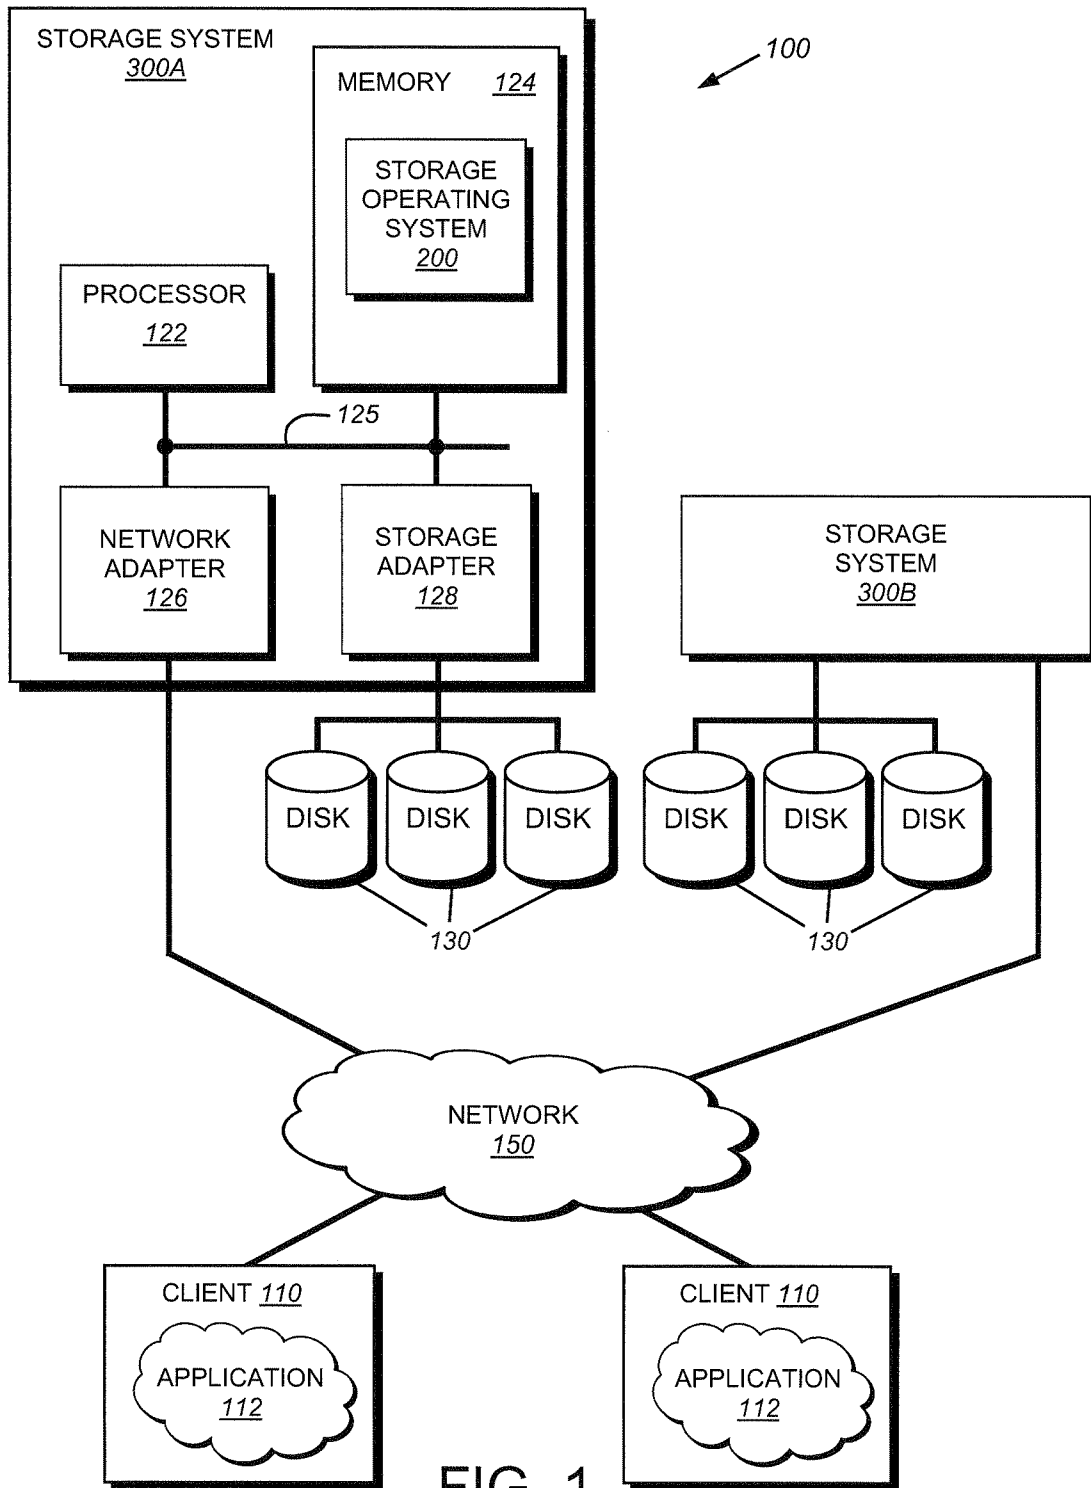 STORAGE SYSTEM
300A
MEMORY 124
STORAGE
OPERATING
SYSTEM
200
100
PROCESSOR
122
125
NETWORK
ADAPTER
126
STORAGE
ADAPTER
128
STORAGE
SYSTEM
300B
DISK DISK DISK DISK DISK DISK
130 130
NETWORK
150
CLIENT 110
APPLICATION
112
CLIENT 110
APPLICATION
112
FIG. 1